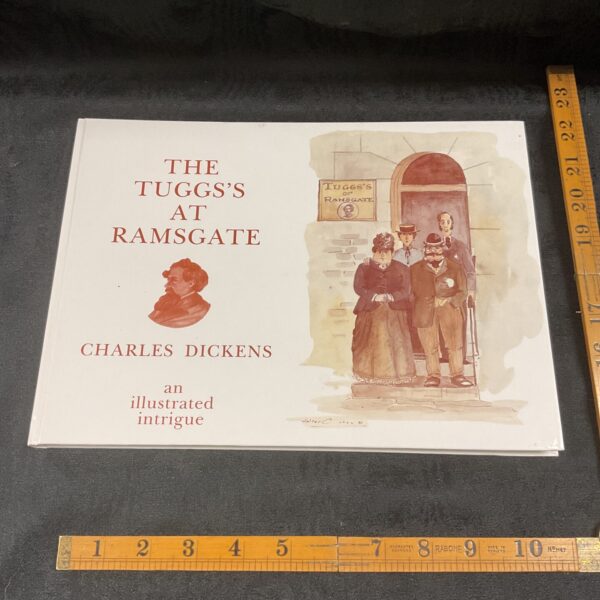 THE
TUGGS'S
AT
RAMSGATE
CHARLES DICKENS
an
illustrated
intrigue
TUGGS'S
OF
RAMSGATE
23
22
21
20
19
17
1 2 3 4 5 7 8 RABONE 9 10